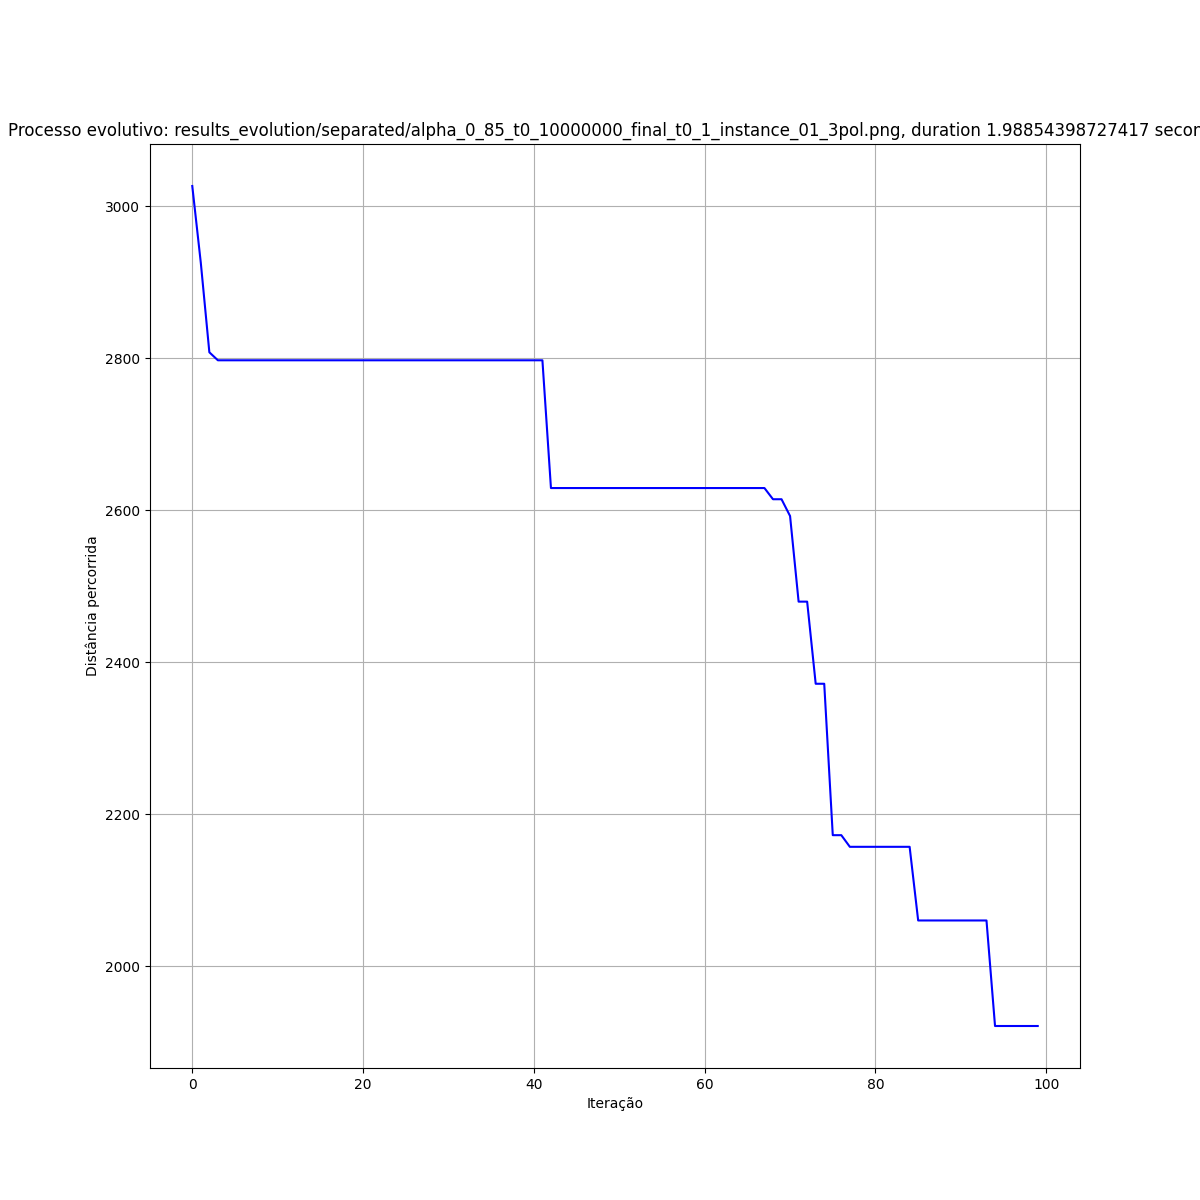 Processo evolutivo: results_evolution/separated/alpha_0_85_t0_10000000_final_t0_1_instance_01_3pol.png, duration 1.98854398727417 secon
3000
2800
2600
2400
2200
2000
Distância percorrida
0 20 40 60 80 100
Iteração